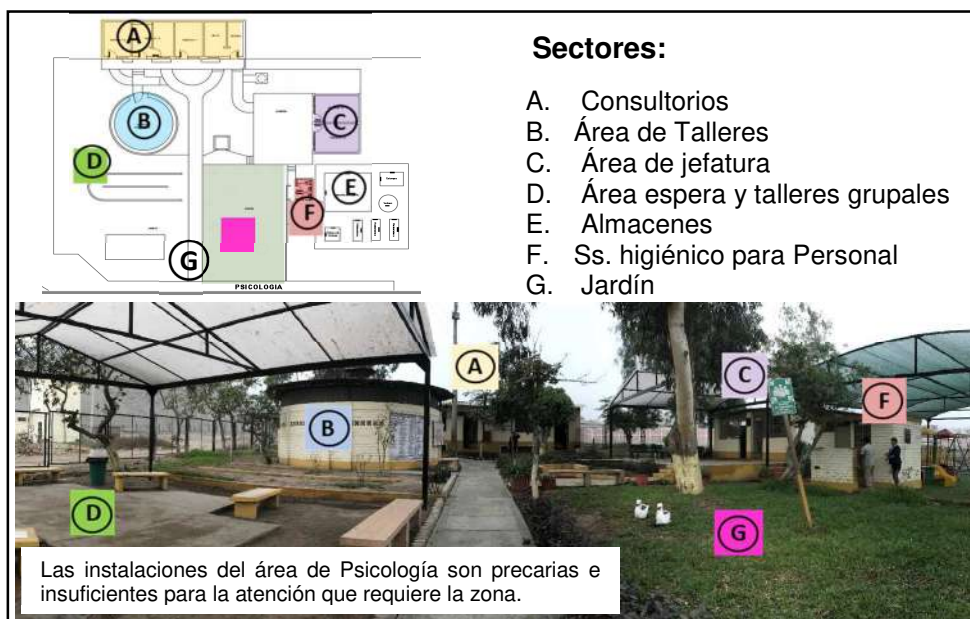 Sectores:
A. Consultorios
B. Área de Talleres
C. Área de jefatura
D. Área espera y talleres grupales
E. Almacenes
F. Ss. higiénico para Personal
G. Jardín
A
B
C
D
E
F
G
PSICOLOGIA
A
B
C
D
F
G
Las instalaciones del área de Psicología son precarias e
insuficientes para la atención que requiere la zona.